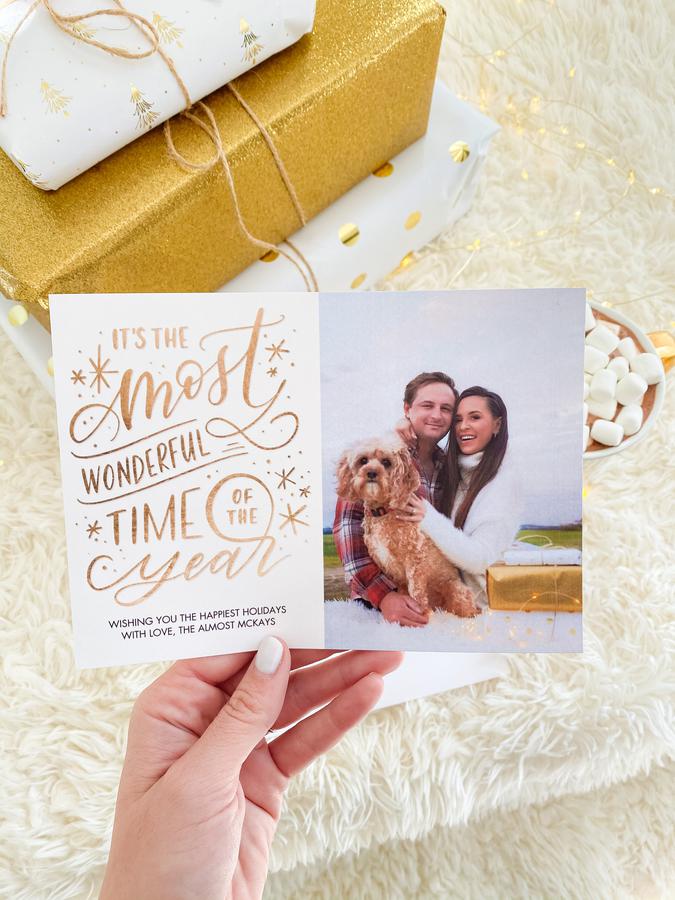 IT'S THE
most
WONDERFUL
TIME
OF
THE
year
WISHING YOU THE HAPPIEST HOLIDAYS
WITH LOVE, THE ALMOST MCKAYS